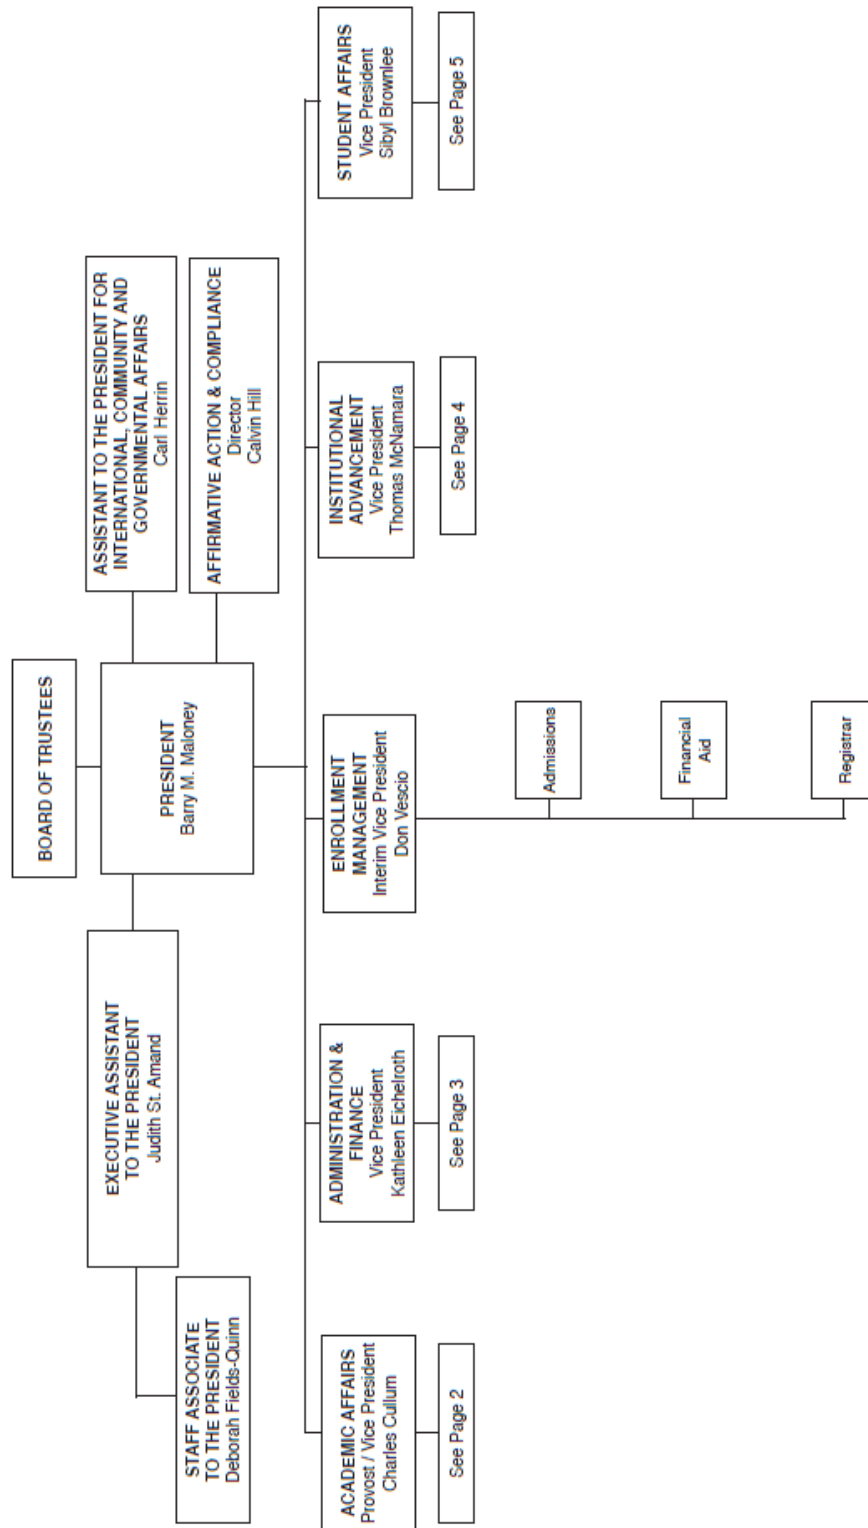 BOARD OF TRUSTEES
PRESIDENT
Barry M. Maloney
EXECUTIVE ASSISTANT
TO THE PRESIDENT
Judith St. Amand
STAFF ASSOCIATE
TO THE PRESIDENT
Deborah Fields-Quinn
ASSISTANT TO THE PRESIDENT FOR
INTERNATIONAL, COMMUNITY AND
GOVERNMENTAL AFFAIRS
Carl Herrin
AFFIRMATIVE ACTION & COMPLIANCE
Director
Calvin Hill
ACADEMIC AFFAIRS
Provost / Vice President
Charles Cullum
See Page 2
ADMINISTRATION &
FINANCE
Vice President
Kathleen Eichelroth
See Page 3
ENROLLMENT
MANAGEMENT
Interim Vice President
Don Vescio
Admissions
Financial
Aid
Registrar
INSTITUTIONAL
ADVANCEMENT
Vice President
Thomas McNamara
See Page 4
STUDENT AFFAIRS
Vice President
Sibyl Brownlee
See Page 5